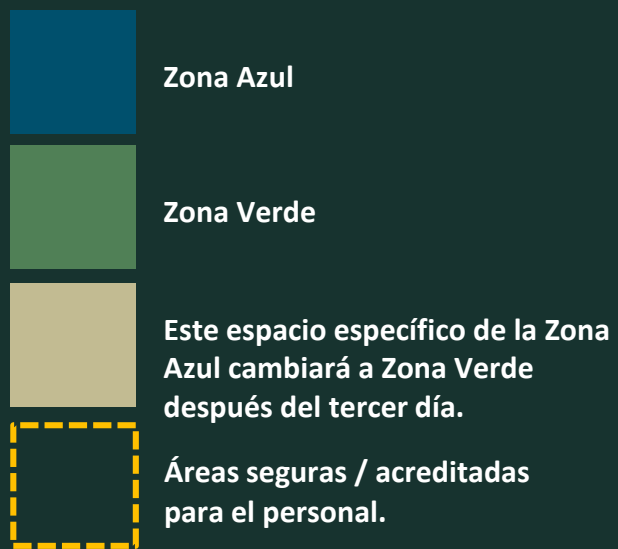 Zona Azul
Zona Verde
Este espacio específico de la Zona
Azul cambiará a Zona Verde
después del tercer día.
Áreas seguras / acreditadas
para el personal.